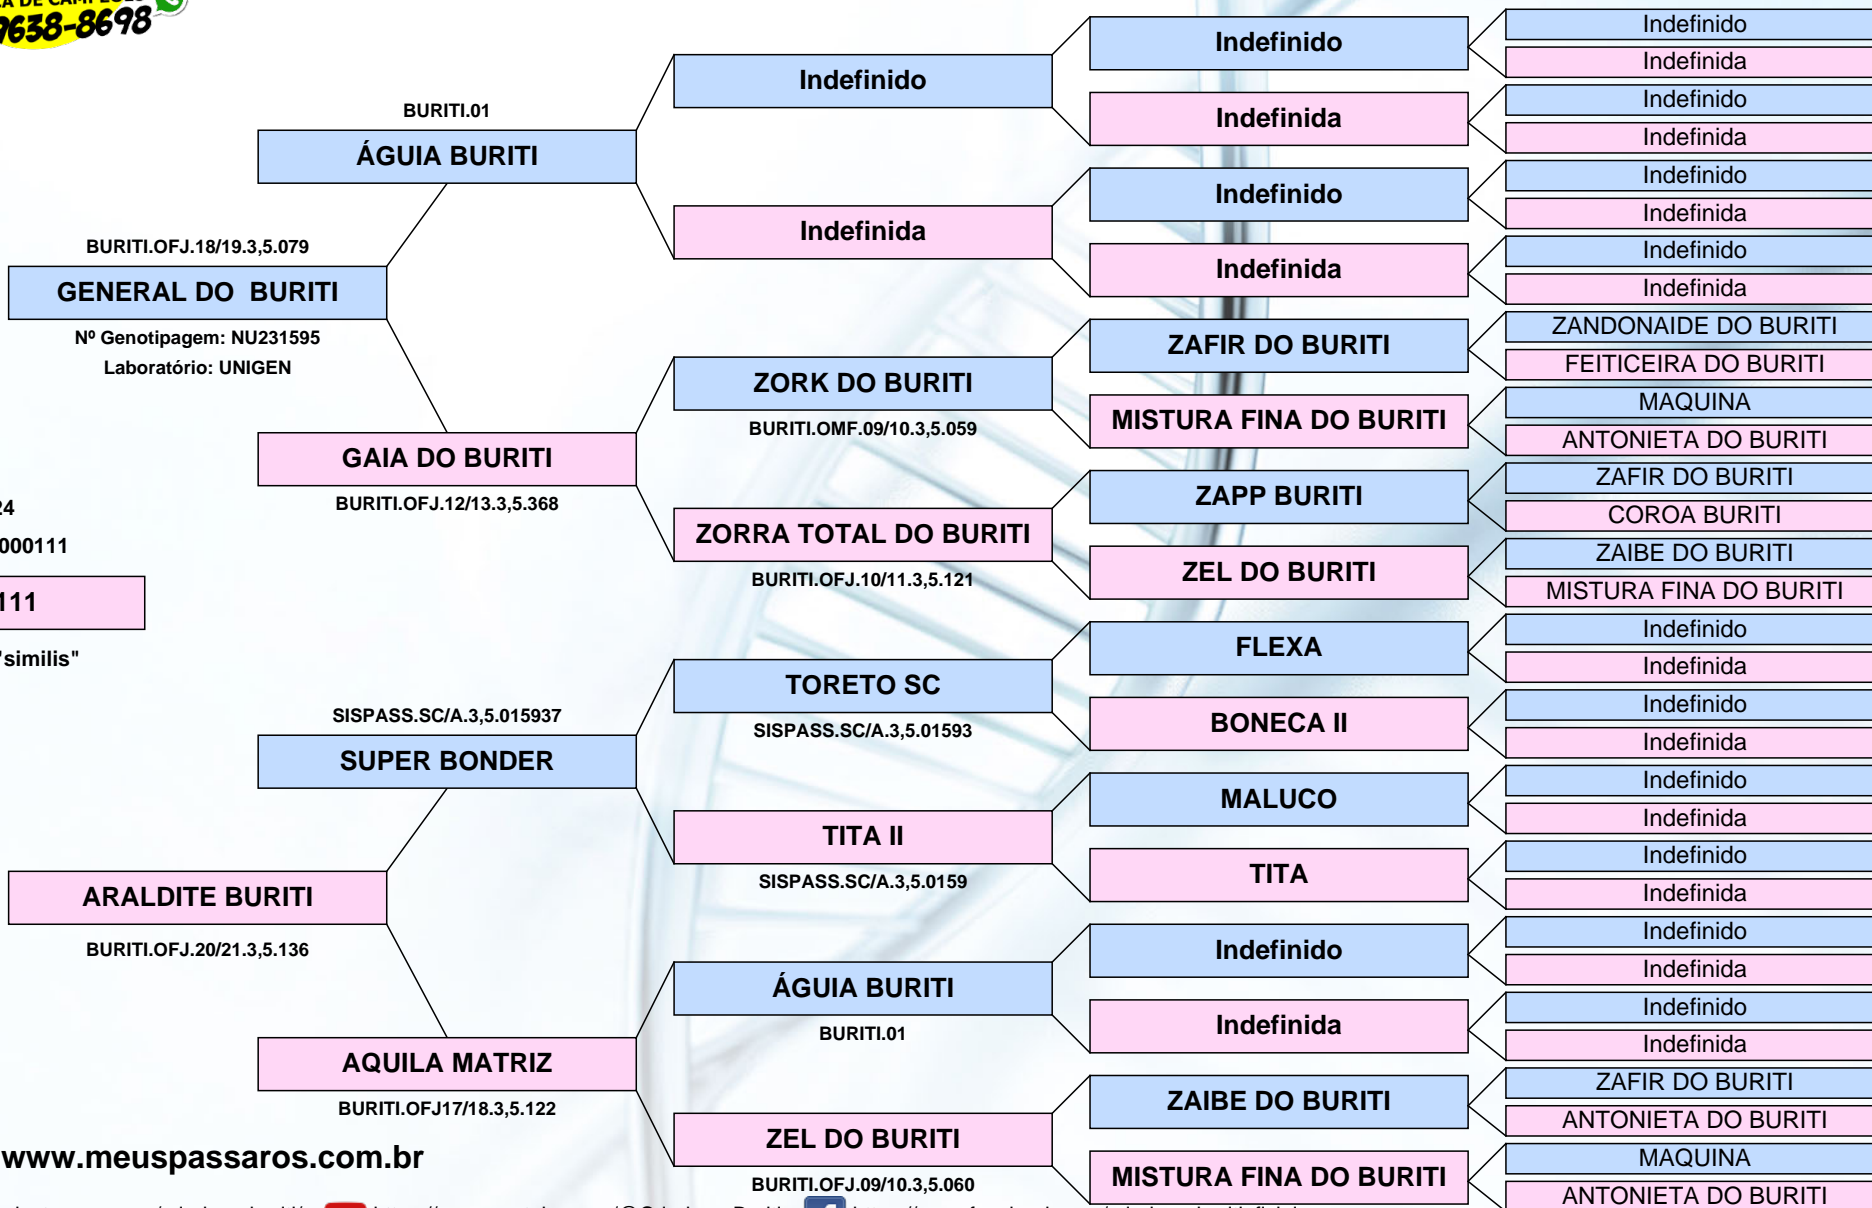 9638-8698
BURITI.01
ÁGUIA BURITI
BURITI.OFJ.18/19.3,5.079
GENERAL DO BURITI
Nº Genotipagem: NU231595
Laboratório: UNIGEN
GAIA DO BURITI
BURITI.OFJ.12/13.3,5.368
24
000111
111
"similis"
SISPASS.SC/A.3,5.015937
SUPER BONDER
ARALDITE BURITI
BURITI.OFJ.20/21.3,5.136
AQUILA MATRIZ
BURITI.OFJ17/18.3,5.122
www.meuspassaros.com.br
Indefinido
Indefinida
ZORK DO BURITI
BURITI.OMF.09/10.3,5.059
ZORRA TOTAL DO BURITI
BURITI.OFJ.10/11.3,5.121
TORETO SC
SISPASS.SC/A.3,5.01593
TITA II
SISPASS.SC/A.3,5.0159
ÁGUIA BURITI
BURITI.01
ZEL DO BURITI
BURITI.OFJ.09/10.3,5.060
Indefinido
Indefinida
Indefinido
Indefinida
ZAFIR DO BURITI
MISTURA FINA DO BURITI
ZAPP BURITI
ZEL DO BURITI
FLEXA
BONECA II
MALUCO
TITA
Indefinido
Indefinida
ZAIBE DO BURITI
MISTURA FINA DO BURITI
Indefinido
Indefinida
Indefinido
Indefinida
Indefinido
Indefinida
Indefinido
Indefinida
ZANDONAIDE DO BURITI
FEITICEIRA DO BURITI
MAQUINA
ANTONIETA DO BURITI
ZAFIR DO BURITI
COROA BURITI
ZAIBE DO BURITI
MISTURA FINA DO BURITI
Indefinido
Indefinida
Indefinido
Indefinida
Indefinido
Indefinida
Indefinido
Indefinida
Indefinido
Indefinida
Indefinido
Indefinida
ZAFIR DO BURITI
ANTONIETA DO BURITI
MAQUINA
ANTONIETA DO BURITI